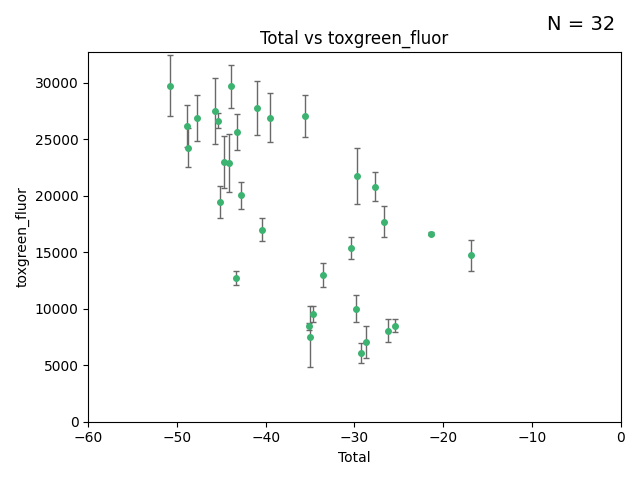 N = 32
Total vs toxgreen_fluor
30000
25000
20000
15000
10000
5000
0
toxgreen_fluor
−60 −50 −40 −30 −20 −10 0
Total